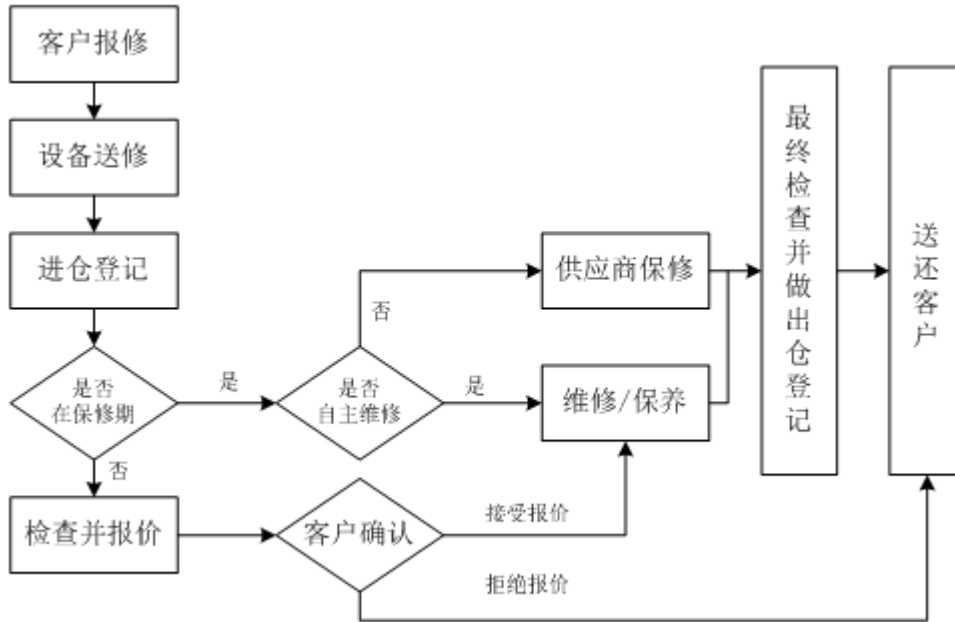 客户报修
设备送修
进仓登记
是否
在保修期
是
否
是否
自主维修
否
是
供应商保修
维修/保养
检查并报价
客户确认
接受报价
拒绝报价
最终检查并做出仓登记
送还客户